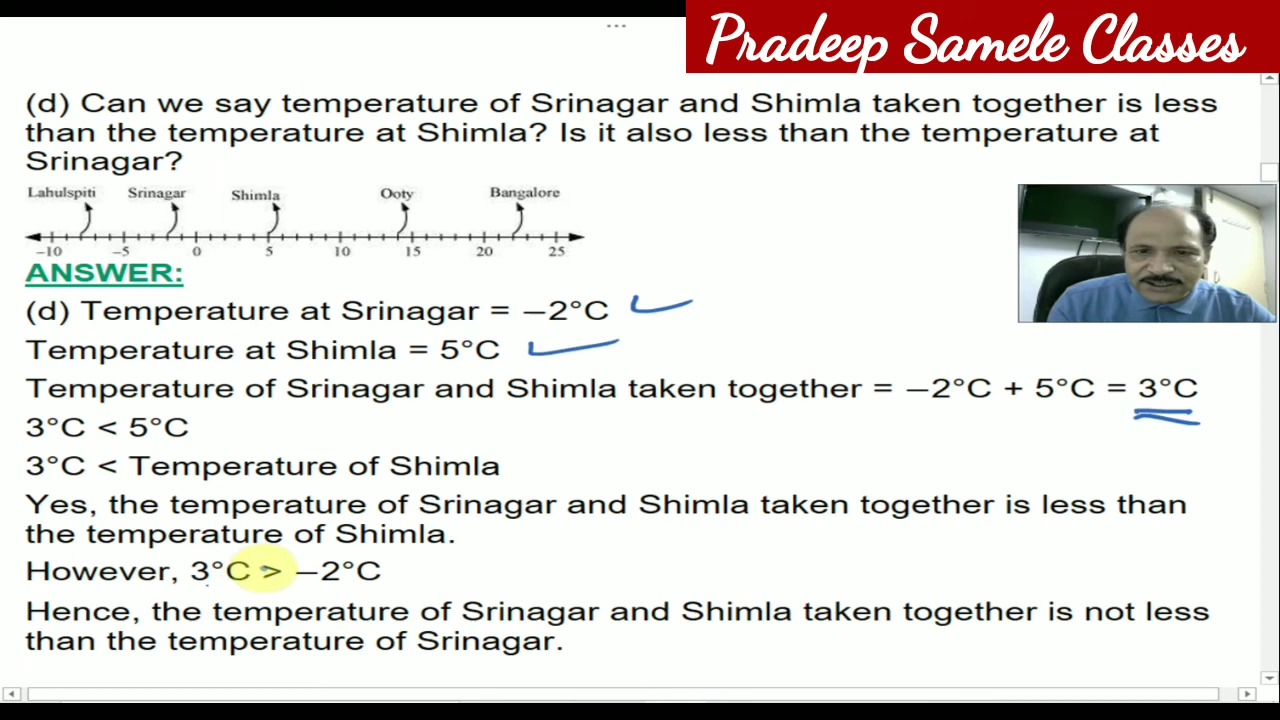 Pradeep Samele Classes
(d) Can we say temperature of Srinagar and Shimla taken together is less
than the temperature at Shimla? Is it also less than the temperature at
Srinagar?
Lahulspiti Srinagar Shimla Ooty Bangalore
−10 −5 0 5 10 15 20 25
ANSWER:
(d) Temperature at Srinagar = −2°C
Temperature at Shimla = 5°C
Temperature of Srinagar and Shimla taken together = −2°C + 5°C = 3°C
3°C < 5°C
3°C < Temperature of Shimla
Yes, the temperature of Srinagar and Shimla taken together is less than
the temperature of Shimla.
However, 3°C > −2°C
Hence, the temperature of Srinagar and Shimla taken together is not less
than the temperature of Srinagar.